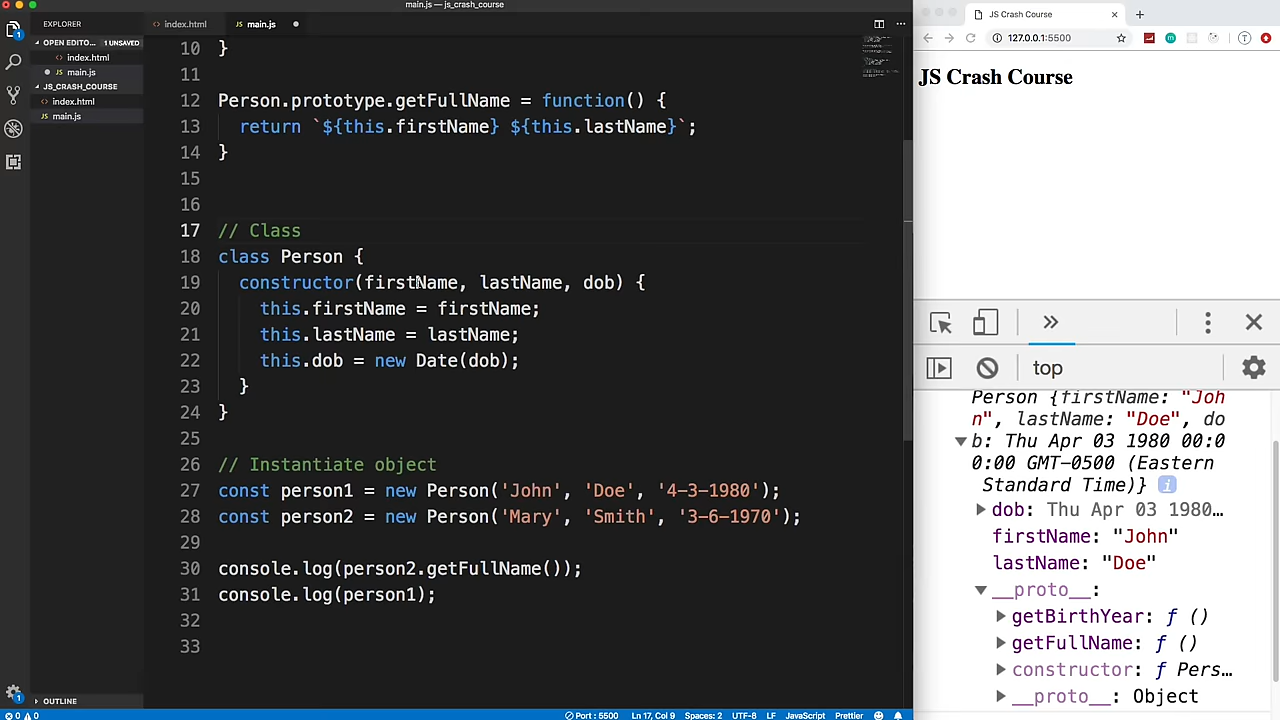 main.js — js_crash_course
EXPLORER
index.html
main.js
JS Crash Course
OPEN EDITO... 1 UNSAVED
index.html
main.js
JS_CRASH_COURSE
index.html
main.js
OUTLINE
10 }
11
12 Person.prototype.getFullName = function() {
13 return `${this.firstName} ${this.lastName}`;
14 }
15
16
17 // Class
18 class Person {
19 constructor(firstName, lastName, dob) {
20 this.firstName = firstName;
21 this.lastName = lastName;
22 this.dob = new Date(dob);
23 }
24 }
25
26 // Instantiate object
27 const person1 = new Person('John', 'Doe', '4-3-1980');
28 const person2 = new Person('Mary', 'Smith', '3-6-1970');
29
30 console.log(person2.getFullName());
31 console.log(person1);
32
33
127.0.0.1:5500
JS Crash Course
top
Person {firstName: "Joh
n", lastName: "Doe", do
b: Thu Apr 03 1980 00:0
0:00 GMT-0500 (Eastern
Standard Time)}
dob: Thu Apr 03 1980…
firstName: "John"
lastName: "Doe"
__proto__:
getBirthYear: ƒ ()
getFullName: ƒ ()
constructor: ƒ Pers…
__proto__: Object
0 0 Port : 5500 Ln 17, Col 9 Spaces: 2 UTF-8 LF JavaScript Prettier